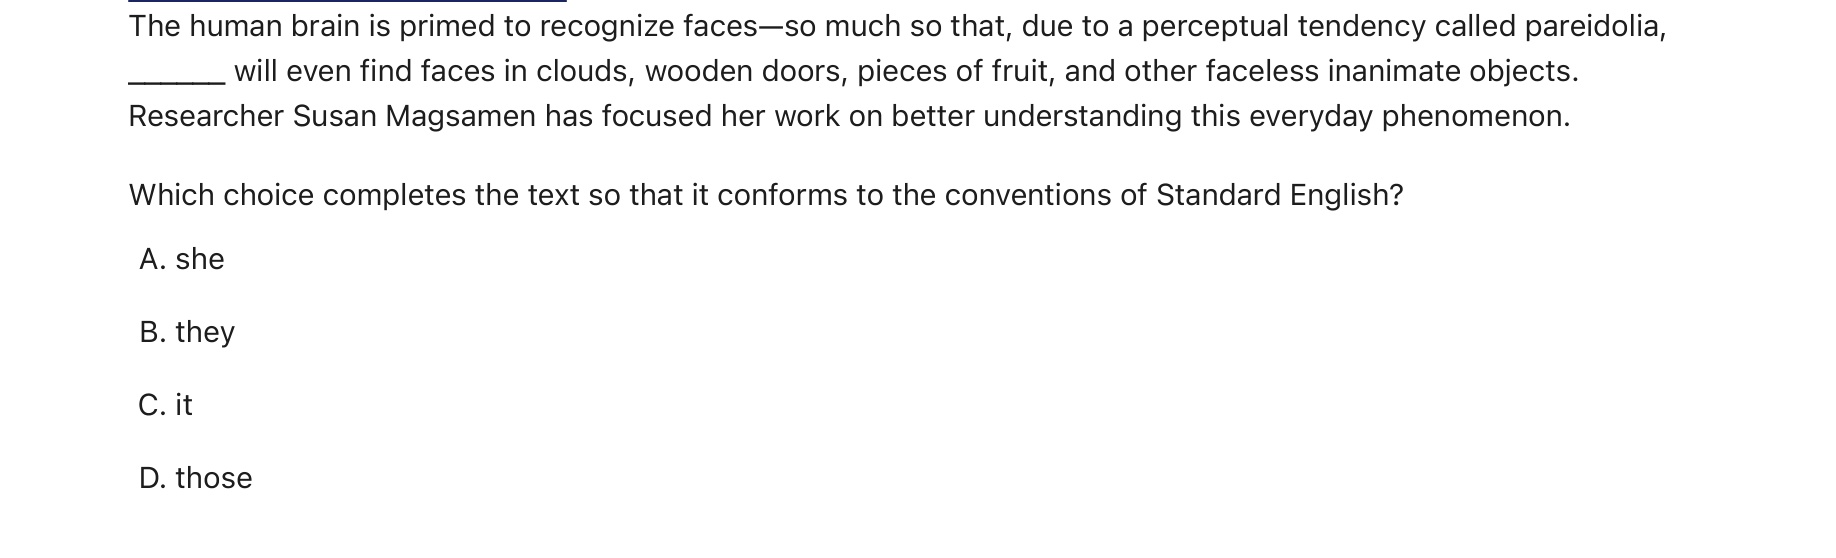 The human brain is primed to recognize faces—so much so that, due to a perceptual tendency called pareidolia,
______ will even find faces in clouds, wooden doors, pieces of fruit, and other faceless inanimate objects.
Researcher Susan Magsamen has focused her work on better understanding this everyday phenomenon.
Which choice completes the text so that it conforms to the conventions of Standard English?
A. she
B. they
C. it
D. those